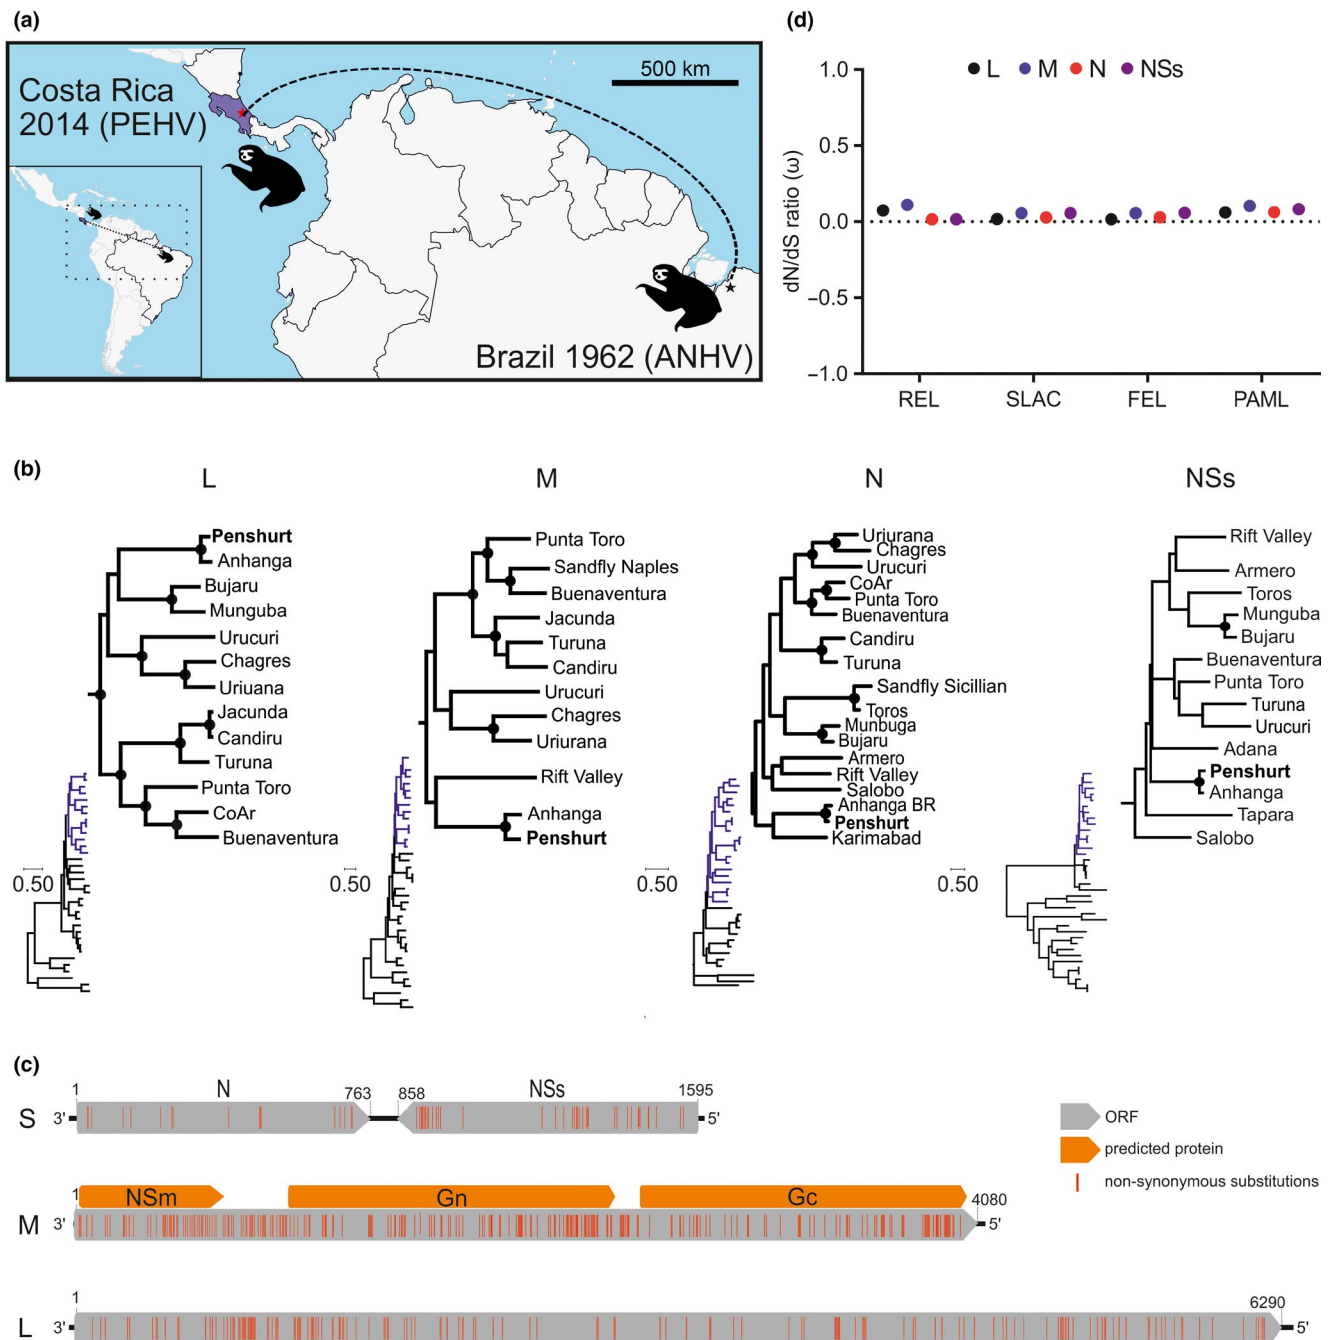 (a)
Costa Rica
2014 (PEHV)
500 km
Brazil 1962 (ANHV)
(d)
L M N NSs
dN/dS ratio (ω)
1.0
0.5
0.0
−0.5
−1.0
REL SLAC FEL PAML
(b)
L
Penshurt
Anhanga
Bujaru
Munguba
Urucuri
Chagres
Uriuana
Jacunda
Candiru
Turuna
Punta Toro
CoAr
Buenaventura
0.50
M
Punta Toro
Sandfly Naples
Buenaventura
Jacunda
Turuna
Candiru
Urucuri
Chagres
Uriurana
Rift Valley
Anhanga
Penshurt
0.50
N
Uriurana
Chagres
Urucuri
CoAr
Punta Toro
Buenaventura
Candiru
Turuna
Sandfly Sicillian
Toros
Munbuga
Bujaru
Armero
Rift Valley
Salobo
Anhanga BR
Penshurt
Karimabad
0.50
NSs
Rift Valley
Armero
Toros
Munguba
Bujaru
Buenaventura
Punta Toro
Turuna
Urucuri
Adana
Penshurt
Anhanga
Tapara
Salobo
0.50
(c)
1 N 763 858 NSs 1595
S 3' 5'
NSm Gn Gc
1 4080
M 3' 5'
1 6290
L 3' 5'
ORF
predicted protein
non-synonymous substitutions